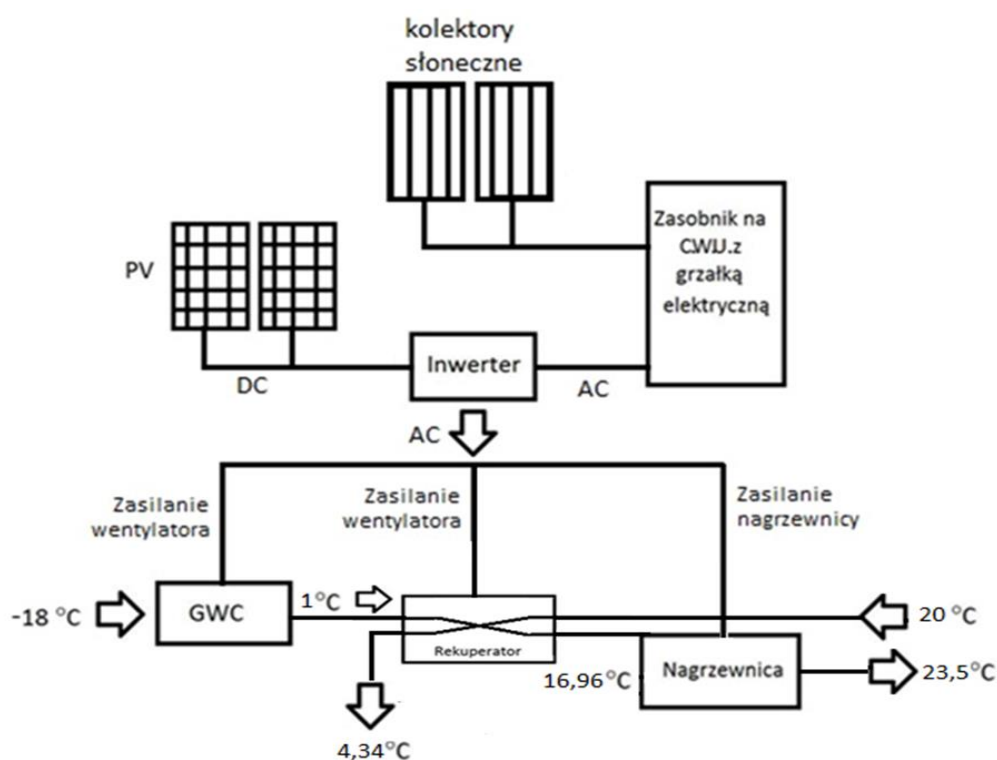 kolektory
słoneczne
Zasobnik na
C.W.U. z
grzałką
elektryczną
PV
Inwerter
DC
AC
AC
Zasilanie
wentylatora
Zasilanie
wentylatora
Zasilanie
nagrzewnicy
-18 °C
GWC
1°C
20 °C
Rekuperator
16,96°C
Nagrzewnica
23,5°C
4,34°C